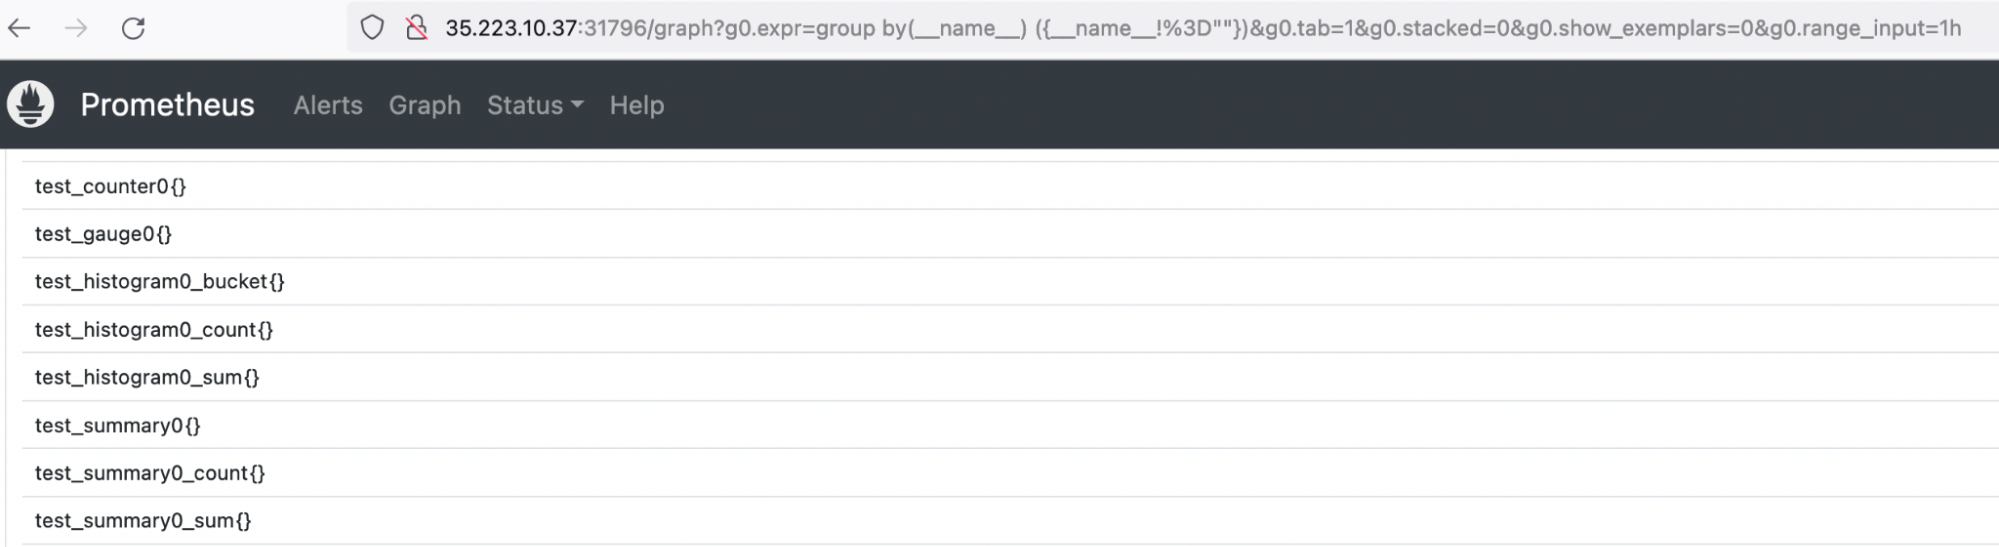 35.223.10.37:31796/graph?g0.expr=group by(__name__) ({__name__!%3D""})&g0.tab=1&g0.stacked=0&g0.show_exemplars=0&g0.range_input=1h
Prometheus Alerts Graph Status Help
test_counter0{}
test_gauge0{}
test_histogram0_bucket{}
test_histogram0_count{}
test_histogram0_sum{}
test_summary0{}
test_summary0_count{}
test_summary0_sum{}